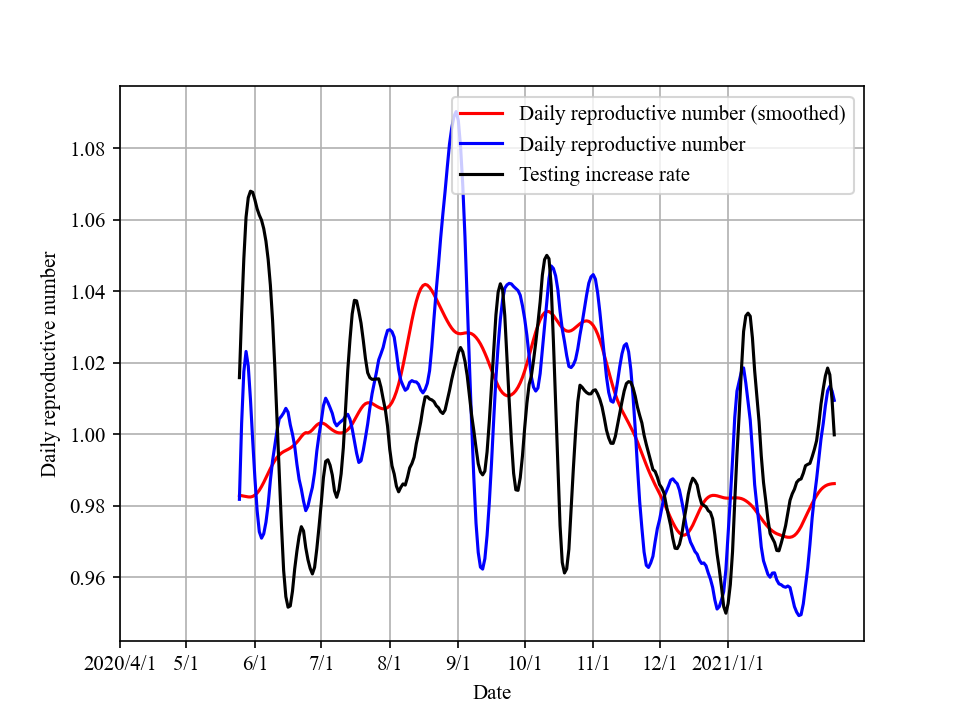 Daily reproductive number (smoothed)
Daily reproductive number
Testing increase rate
Daily reproductive number
1.08
1.06
1.04
1.02
1.00
0.98
0.96
2020/4/1 5/1 6/1 7/1 8/1 9/1 10/1 11/1 12/1 2021/1/1
Date